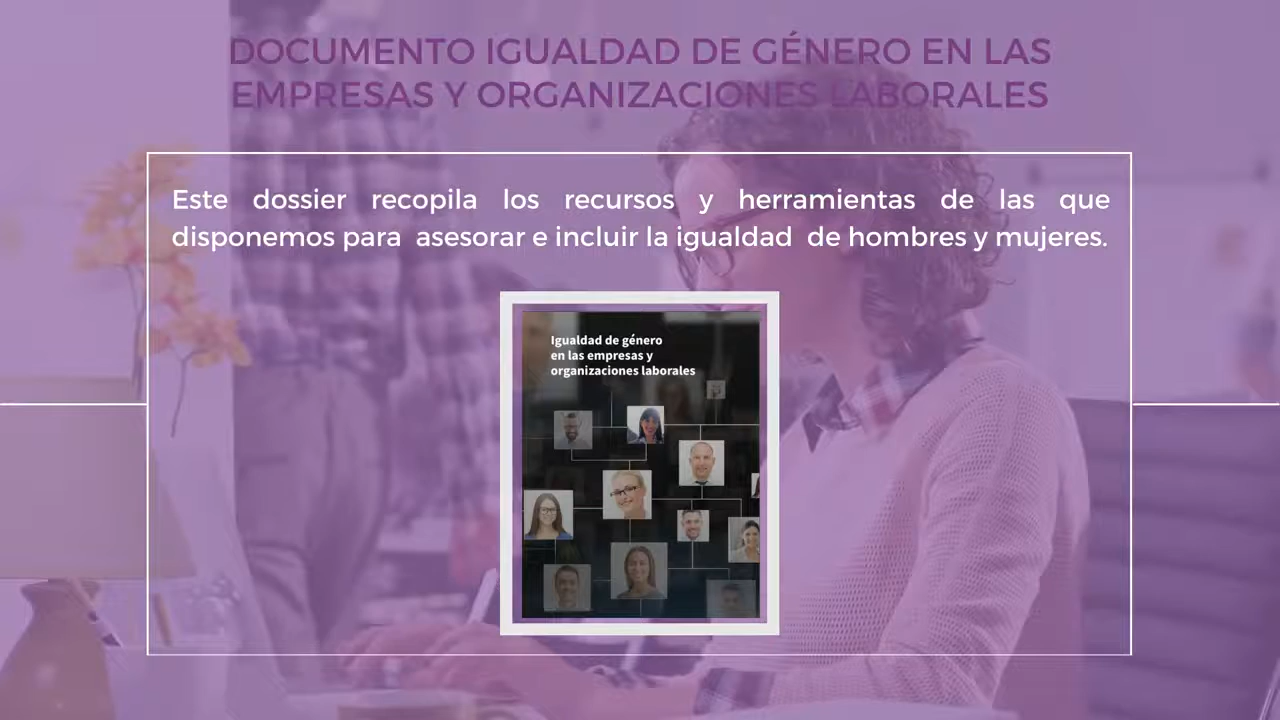 DOCUMENTO IGUALDAD DE GÉNERO EN LAS
EMPRESAS Y ORGANIZACIONES LABORALES
Este dossier recopila los recursos y herramientas de las que
disponemos para asesorar e incluir la igualdad de hombres y mujeres.
Igualdad de género
en las empresas y
organizaciones laborales